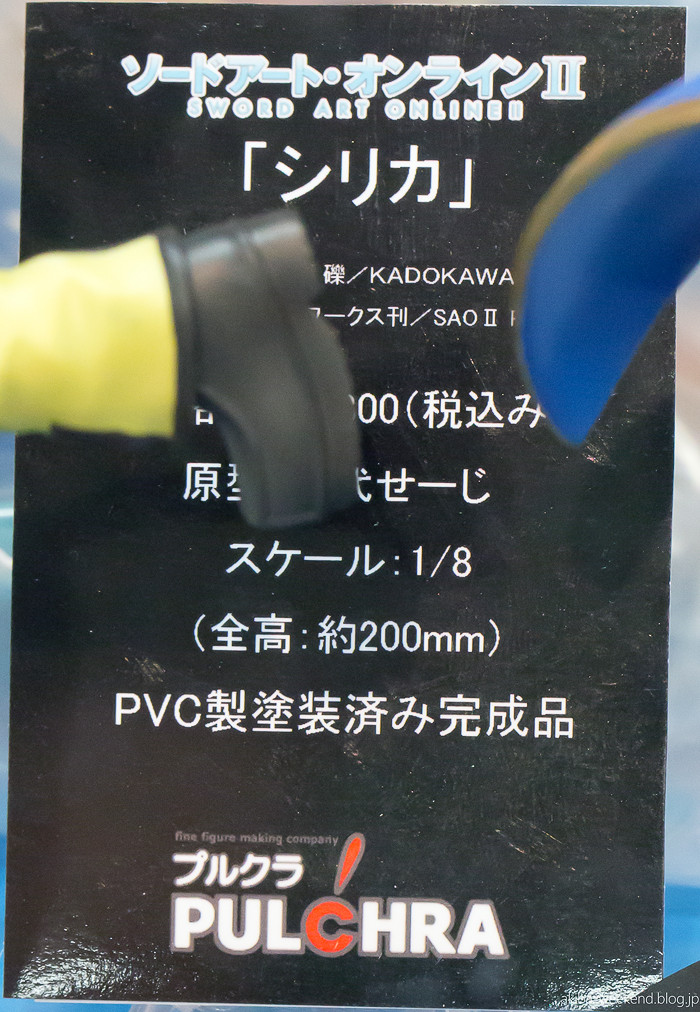 ソードアート・オンラインII
SWORD ART ONLINE II
「シリカ」
礫／KADOKAWA
ークス刊／SAOⅡ
00（税込み
原型 せーじ
スケール：1/8
（全高：約200mm）
PVC製塗装済み完成品
fine figure making company
プルクラ
PULCHRA